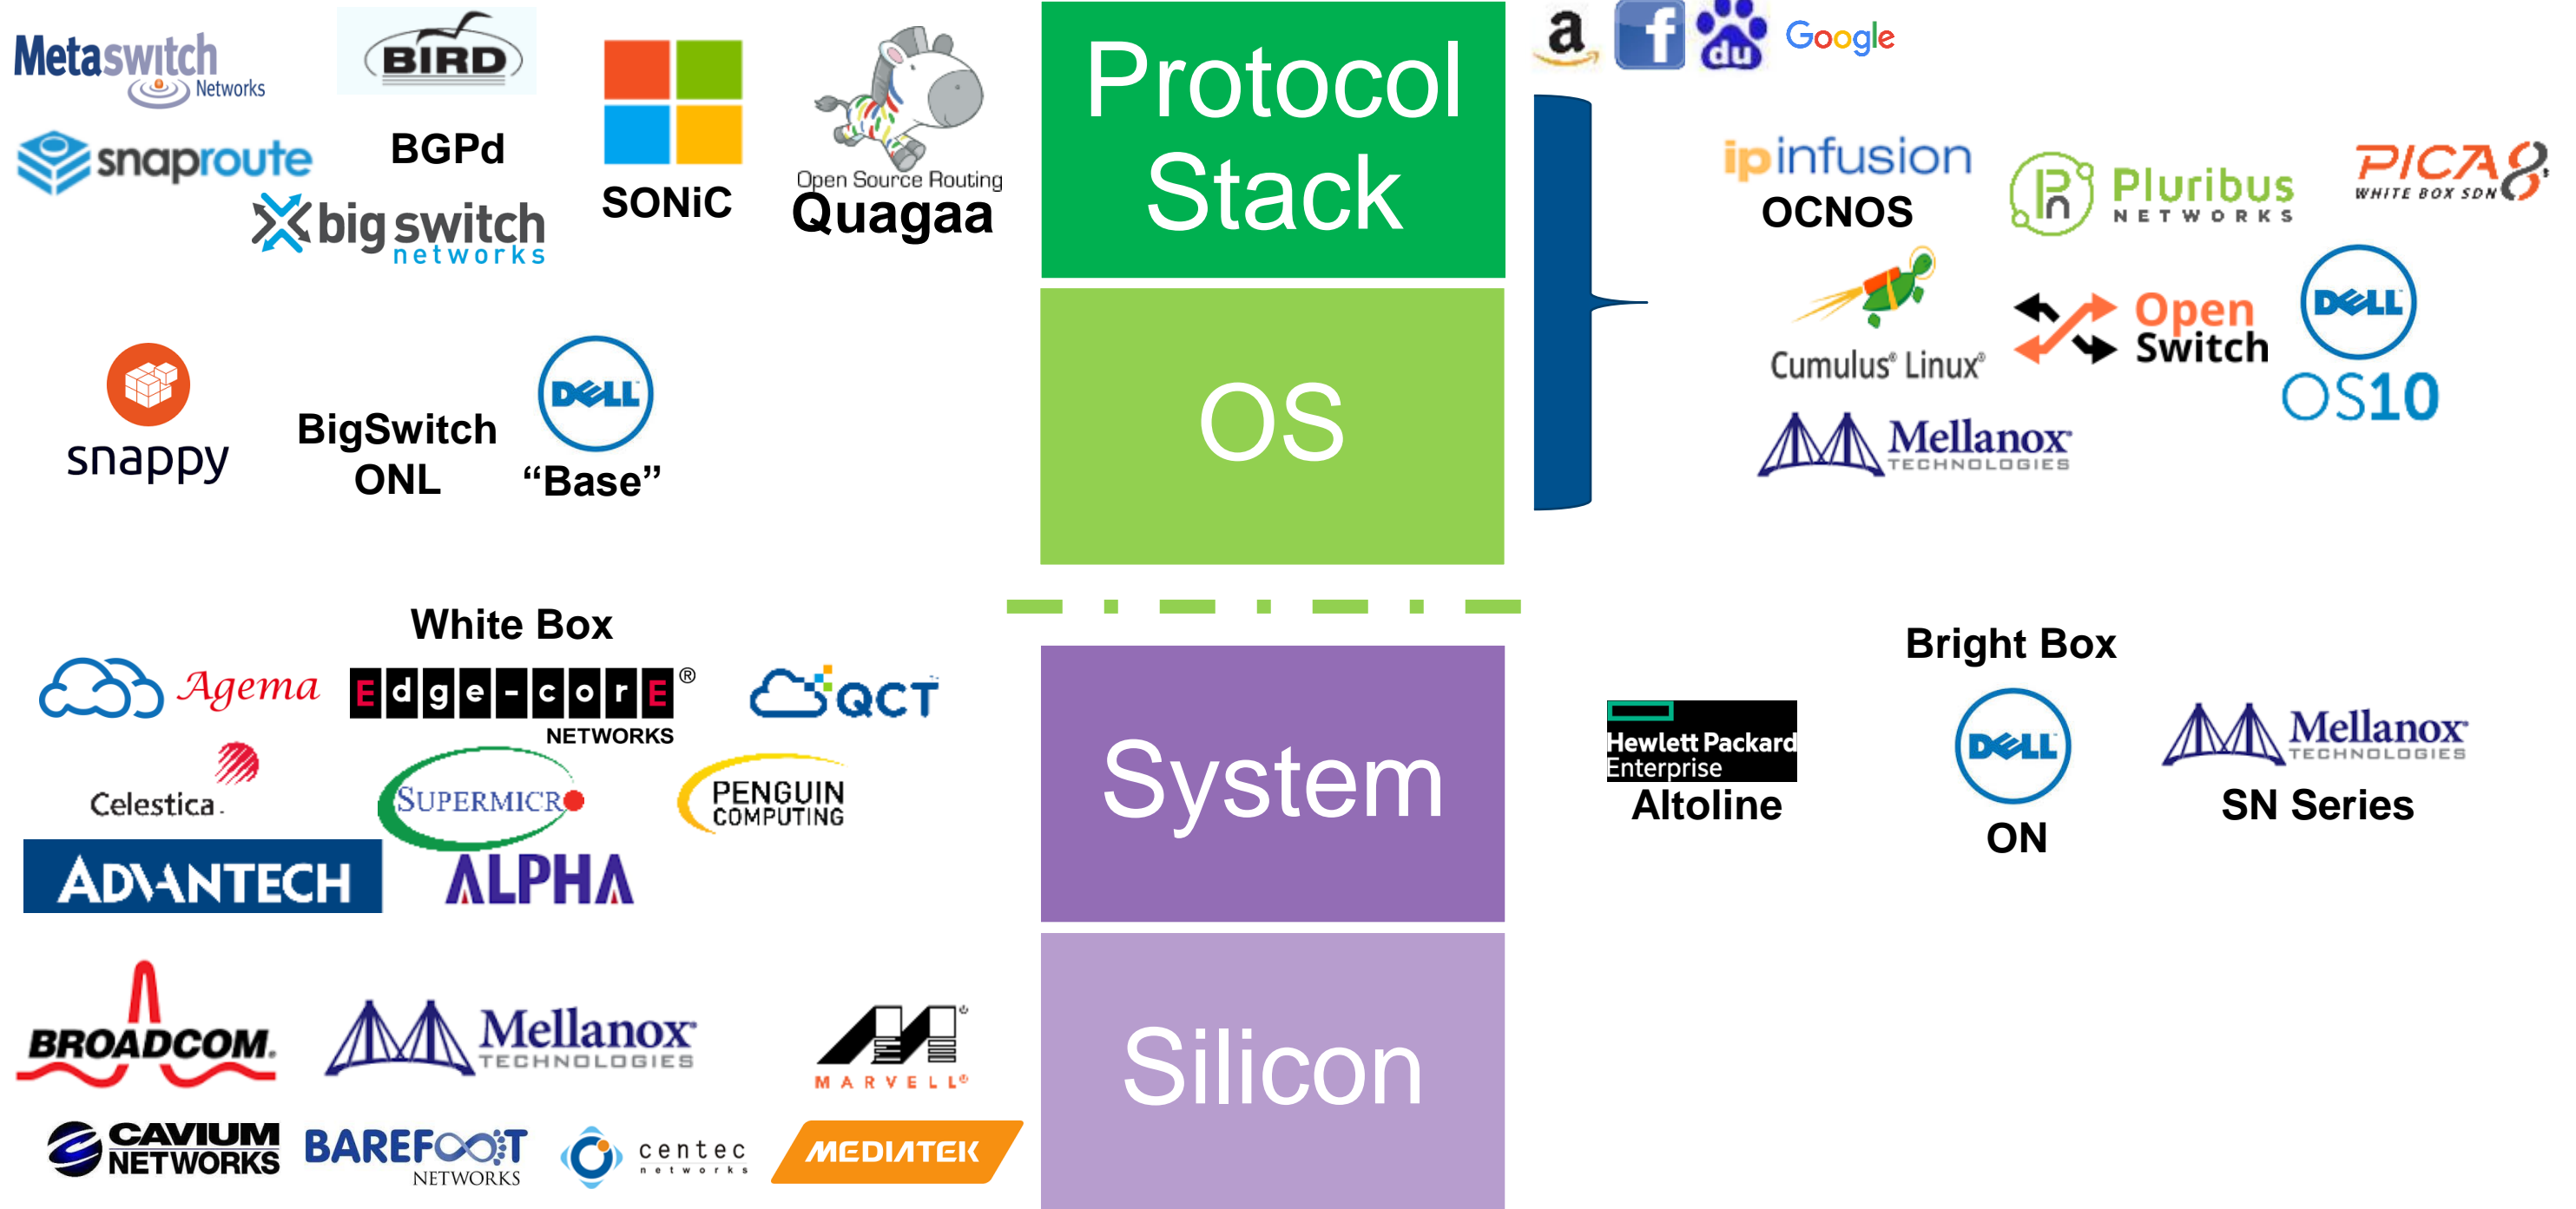 Metaswitch
Networks
BIRD
snaproute
BGPd
big switch
networks
SONiC
Open Source Routing
Quagaa
Protocol
Stack
a
f
du
Google
ipinfusion
OCNOS
Pluribus
NETWORKS
PICA8
WHITE BOX SDN
Cumulus® Linux®
Open
Switch
DELL
OS10
Mellanox
TECHNOLOGIES
snappy
BigSwitch
ONL
DELL
“Base”
OS
White Box
Agema
Edge-corE®
NETWORKS
QCT
Celestica
SUPERMICRO
PENGUIN
COMPUTING
ADVANTECH
ALPHA
System
Bright Box
Hewlett Packard
Enterprise
Altoline
DELL
ON
Mellanox
TECHNOLOGIES
SN Series
BROADCOM®
Mellanox
TECHNOLOGIES
MARVELL®
CAVIUM
NETWORKS
BAREFOOT
NETWORKS
centec
networks
MEDIATEK
Silicon